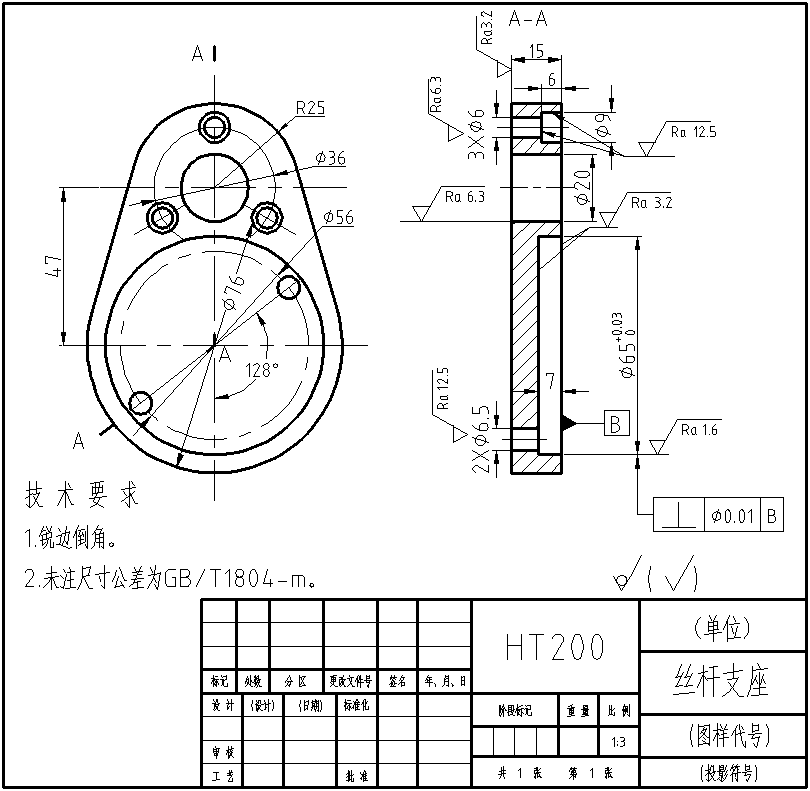 A
R25
Φ36
Φ56
47
Φ76
A
128°
A
A-A
Ra3.2
15
6
Ra6.3
3XΦ6
Φ9
Ra 12.5
Φ20
Ra 6.3
Ra 3.2
Φ65 +0.03 0
7
Ra 12.5
2XΦ6.5
B
Ra 1.6
⊥ Φ0.01 B
技术要求
1.锐边倒角。
2.未注尺寸公差为GB/T1804-m。
( )
HT200
(单位)
丝杆支座
(图样代号)
(投影符号)
标记 处数 分区 更改文件号 签名 年、月、日
设计 (设计) (日期) 标准化
审核
工艺 批准
阶段标记 重量 比例
1:3
共 1 张 第 1 张